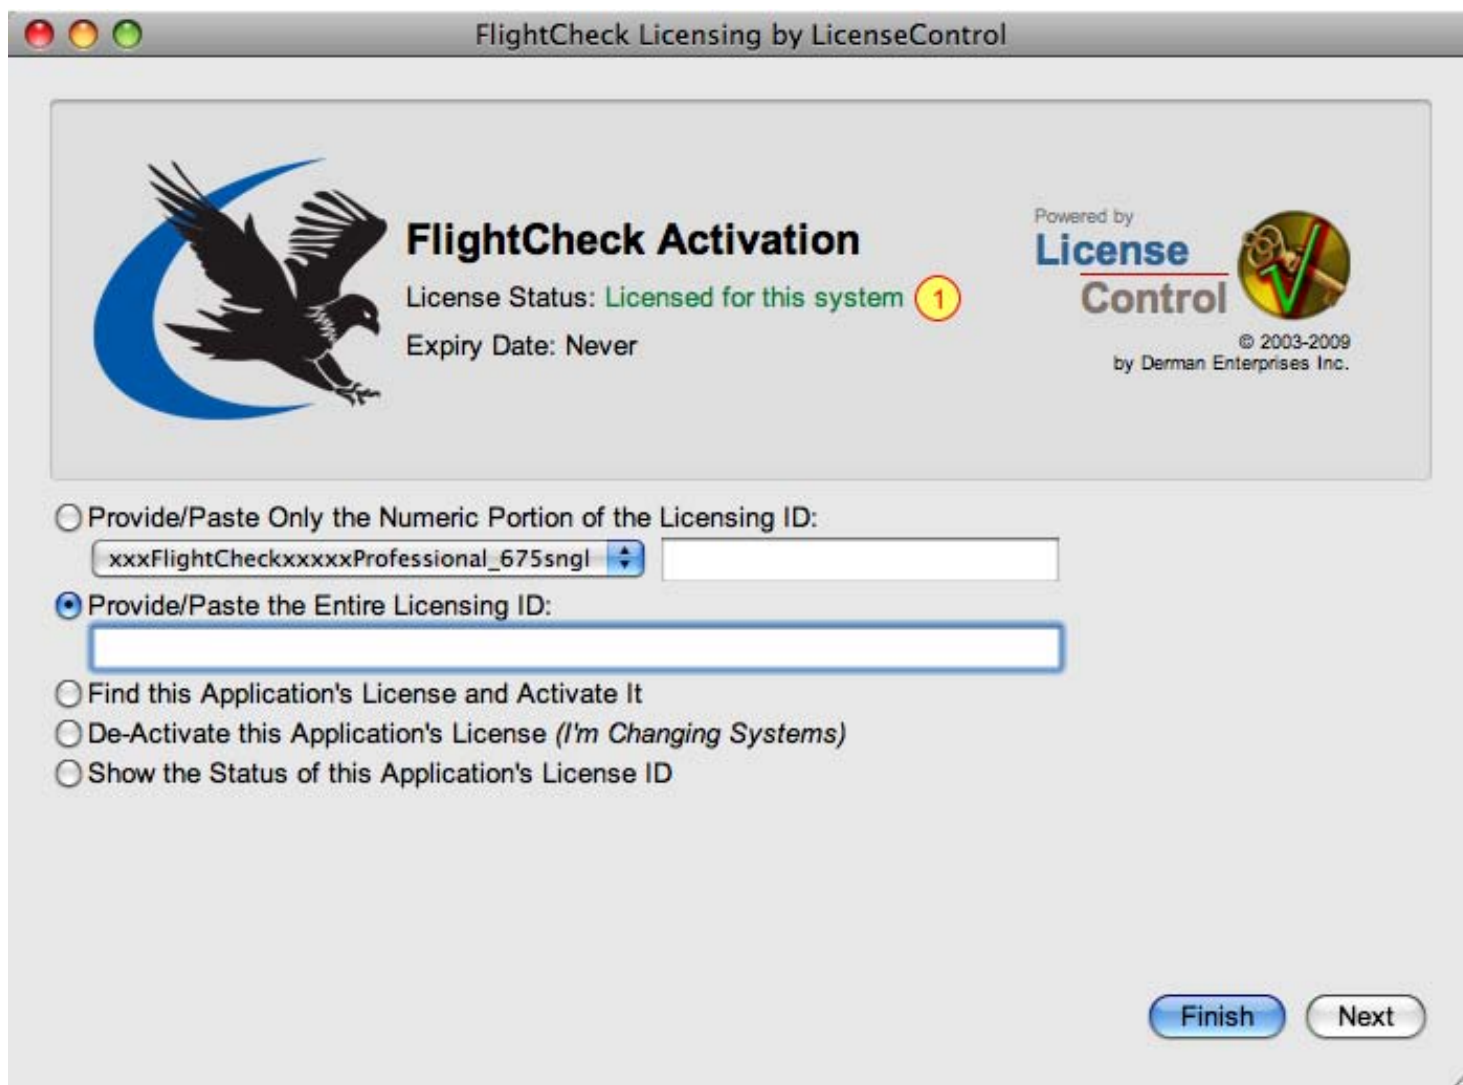 FlightCheck Licensing by LicenseControl
FlightCheck Activation
License Status: Licensed for this system 1
Expiry Date: Never
Powered by
License
Control
© 2003-2009
by Derman Enterprises Inc.
Provide/Paste Only the Numeric Portion of the Licensing ID:
xxxFlightCheckxxxxxProfessional_675sngl
Provide/Paste the Entire Licensing ID:
Find this Application's License and Activate It
De-Activate this Application's License (I'm Changing Systems)
Show the Status of this Application's License ID
Finish Next